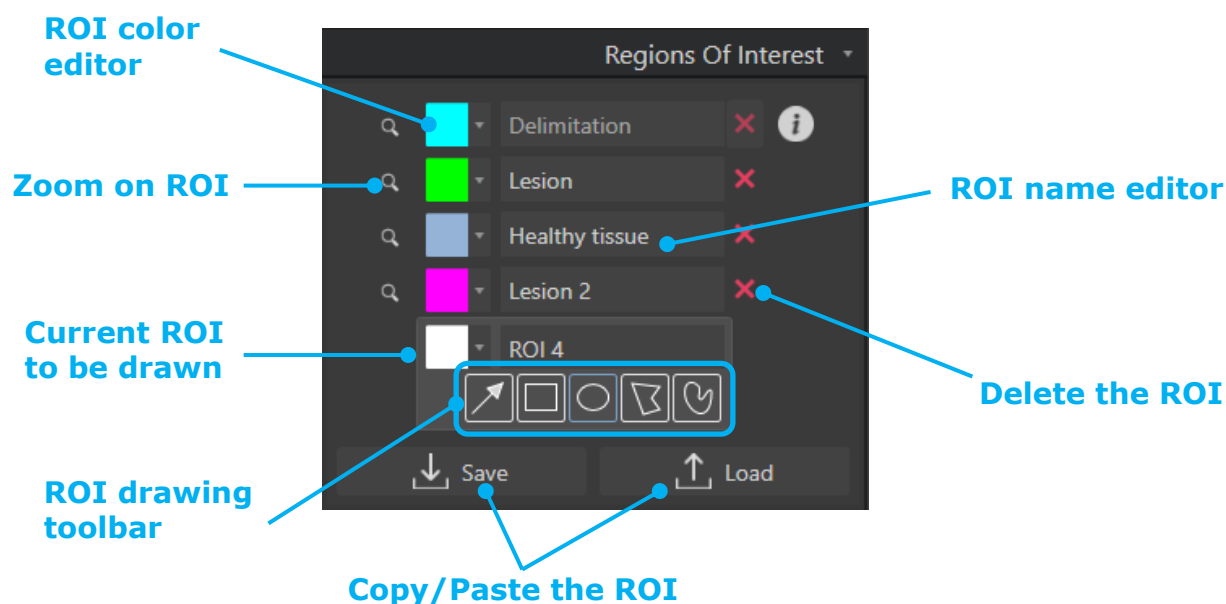 ROI color
editor
Regions Of Interest
Delimitation
i
Zoom on ROI
Lesion
ROI name editor
Healthy tissue
Lesion 2
Current ROI
to be drawn
ROI 4
Delete the ROI
Save
Load
ROI drawing
toolbar
Copy/Paste the ROI